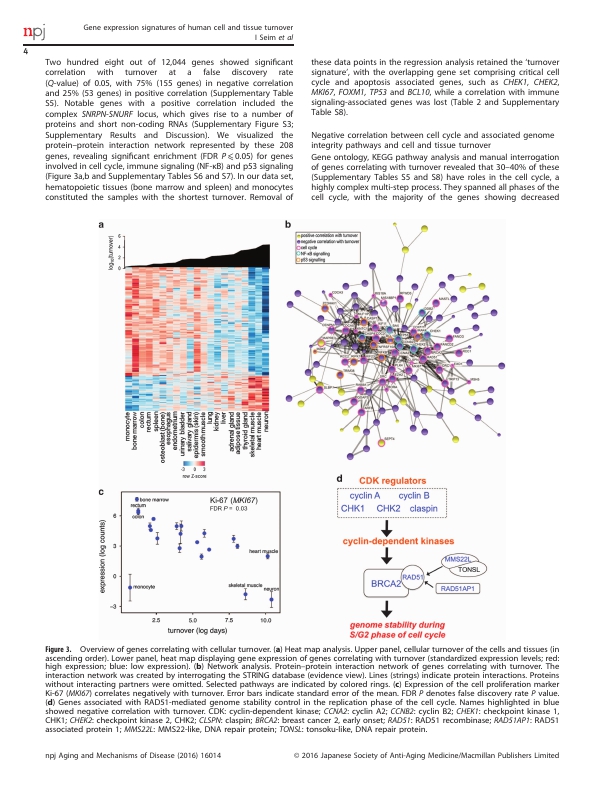 Gene expression signatures of human cell and tissue turnover
I Seim et al
npj
4
Two hundred eight out of 12,044 genes showed significant
correlation with turnover at a false discovery rate
(Q-value) of 0.05, with 75% (155 genes) in negative correlation
and 25% (53 genes) in positive correlation (Supplementary Table
S5). Notable genes with a positive correlation included the
complex SNRPN-SNURF locus, which gives rise to a number of
proteins and short non-coding RNAs (Supplementary Figure S3;
Supplementary Results and Discussion). We visualized the
protein–protein interaction network represented by these 208
genes, revealing significant enrichment (FDR P⩽0.05) for genes
involved in cell cycle, immune signaling (NF-κB) and p53 signaling
(Figure 3a,b and Supplementary Tables S6 and S7). In our data set,
hematopoietic tissues (bone marrow and spleen) and monocytes
constituted the samples with the shortest turnover. Removal of
these data points in the regression analysis retained the 'turnover
signature', with the overlapping gene set comprising critical cell
cycle and apoptosis associated genes, such as CHEK1, CHEK2,
MKI67, FOXM1, TP53 and BCL10, while a correlation with immune
signaling-associated genes was lost (Table 2 and Supplementary
Table S8).
Negative correlation between cell cycle and associated genome
integrity pathways and cell and tissue turnover
Gene ontology, KEGG pathway analysis and manual interrogation
of genes correlating with turnover revealed that 30–40% of these
(Supplementary Tables S5 and S8) have roles in the cell cycle, a
highly complex multi-step process. They spanned all phases of the
cell cycle, with the majority of the genes showing decreased
a
log10(turnover)
6
4
2
0
monocyte
bone marrow
colon
rectum
spleen
osteoblast (bone)
esophagus
endometrium
urinary bladder
salivary gland
epidermis (skin)
smooth muscle
lung
kidney
liver
adrenal gland
adipose tissue
thyroid gland
skeletal muscle
heart muscle
neuron
-3 0 3
row Z-score
b
positive correlation with turnover
negative correlation with turnover
cell cycle
NF-κB signalling
p53 signalling
c
Ki-67 (MKI67)
FDR P = 0.03
bone marrow
rectum
colon
monocyte
heart muscle
skeletal muscle
neuron
expression (log counts)
6
3
0
−3
2.5 5.0 7.5 10.0
turnover (log days)
d
CDK regulators
cyclin A cyclin B
CHK1 CHK2 claspin
cyclin-dependent kinases
MMS22L
TONSL
RAD51
BRCA2
RAD51AP1
genome stability during
S/G2 phase of cell cycle
Figure 3. Overview of genes correlating with cellular turnover. (a) Heat map analysis. Upper panel, cellular turnover of the cells and tissues (in
ascending order). Lower panel, heat map displaying gene expression of genes correlating with turnover (standardized expression levels; red:
high expression; blue: low expression). (b) Network analysis. Protein–protein interaction network of genes correlating with turnover. The
interaction network was created by interrogating the STRING database (evidence view). Lines (strings) indicate protein interactions. Proteins
without interacting partners were omitted. Selected pathways are indicated by colored rings. (c) Expression of the cell proliferation marker
Ki-67 (MKI67) correlates negatively with turnover. Error bars indicate standard error of the mean. FDR P denotes false discovery rate P value.
(d) Genes associated with RAD51-mediated genome stability control in the replication phase of the cell cycle. Names highlighted in blue
showed negative correlation with turnover. CDK: cyclin-dependent kinase; CCNA2: cyclin A2; CCNB2: cyclin B2; CHEK1: checkpoint kinase 1,
CHK1; CHEK2: checkpoint kinase 2, CHK2; CLSPN: claspin; BRCA2: breast cancer 2, early onset; RAD51: RAD51 recombinase; RAD51AP1: RAD51
associated protein 1; MMS22L: MMS22-like, DNA repair protein; TONSL: tonsoku-like, DNA repair protein.
npj Aging and Mechanisms of Disease (2016) 16014
© 2016 Japanese Society of Anti-Aging Medicine/Macmillan Publishers Limited